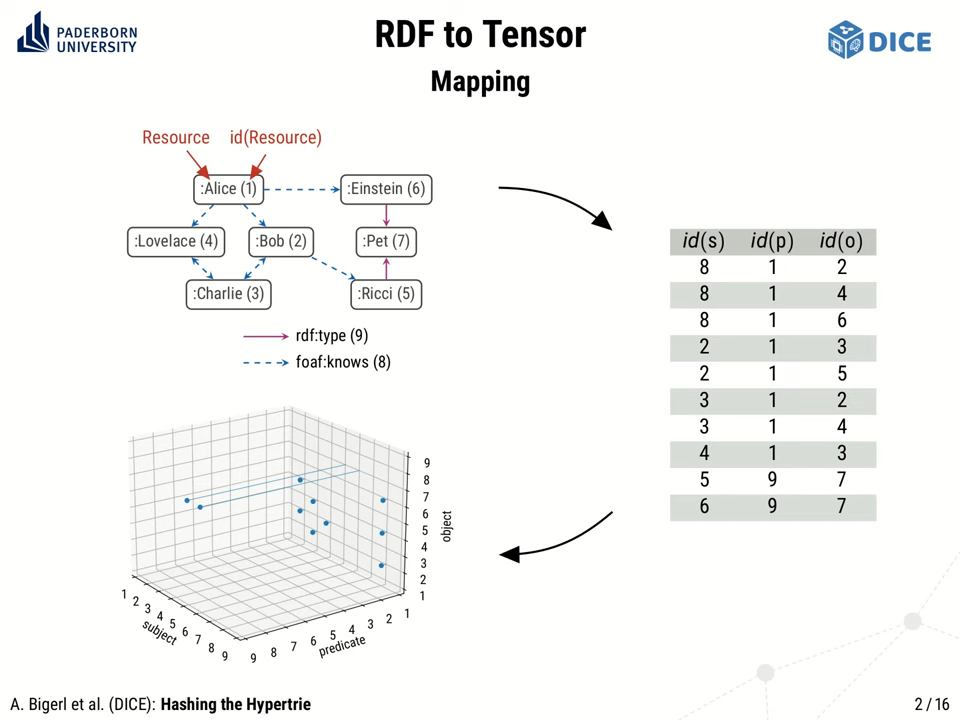 PADERBORN
UNIVERSITY
RDF to Tensor
DICE
Mapping
Resource id(Resource)
:Alice (1) :Einstein (6)
:Lovelace (4) :Bob (2) :Pet (7)
:Charlie (3) :Ricci (5)
rdf:type (9)
foaf:knows (8)
id(s) id(p) id(o)
8 1 2
8 1 4
8 1 6
2 1 3
2 1 5
3 1 2
3 1 4
4 1 3
5 9 7
6 9 7
9
8
7
6
5
4
3
2
1
object
1 2 3 4 5 6 7 8 9
subject
9 8 7 6 5 4 3 2 1
predicate
A. Bigerl et al. (DICE): Hashing the Hypertrie
2 / 16